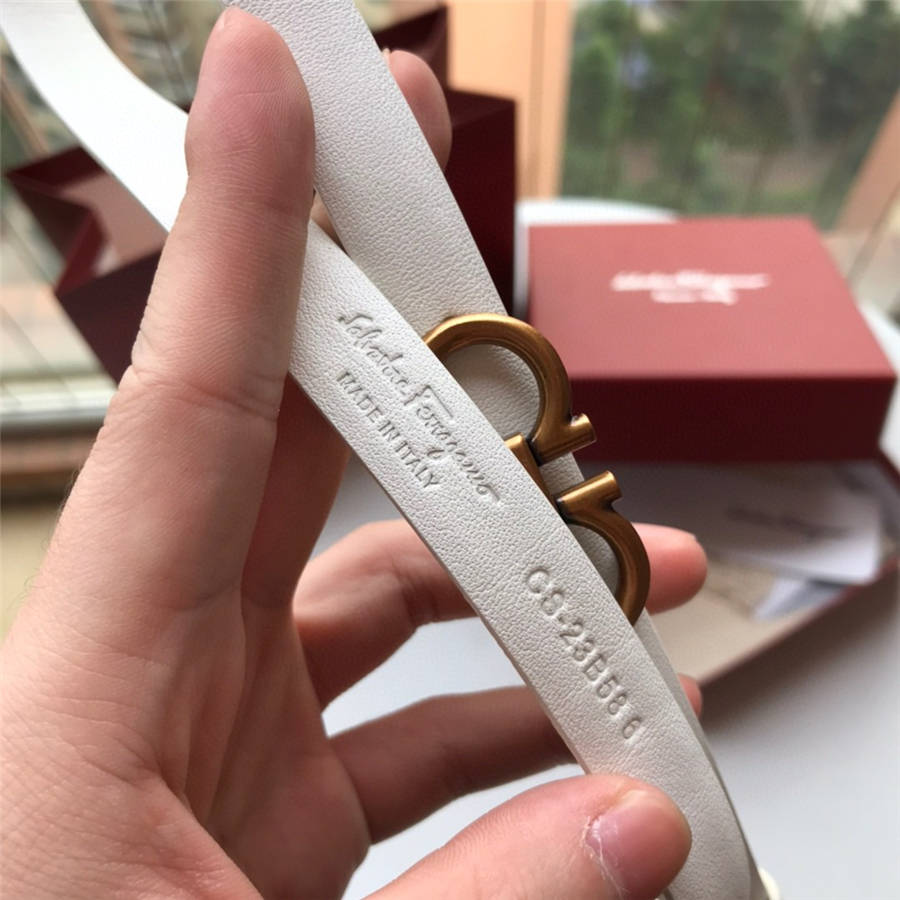 Salvatore Ferragamo
MADE IN ITALY
CS-23B58 6